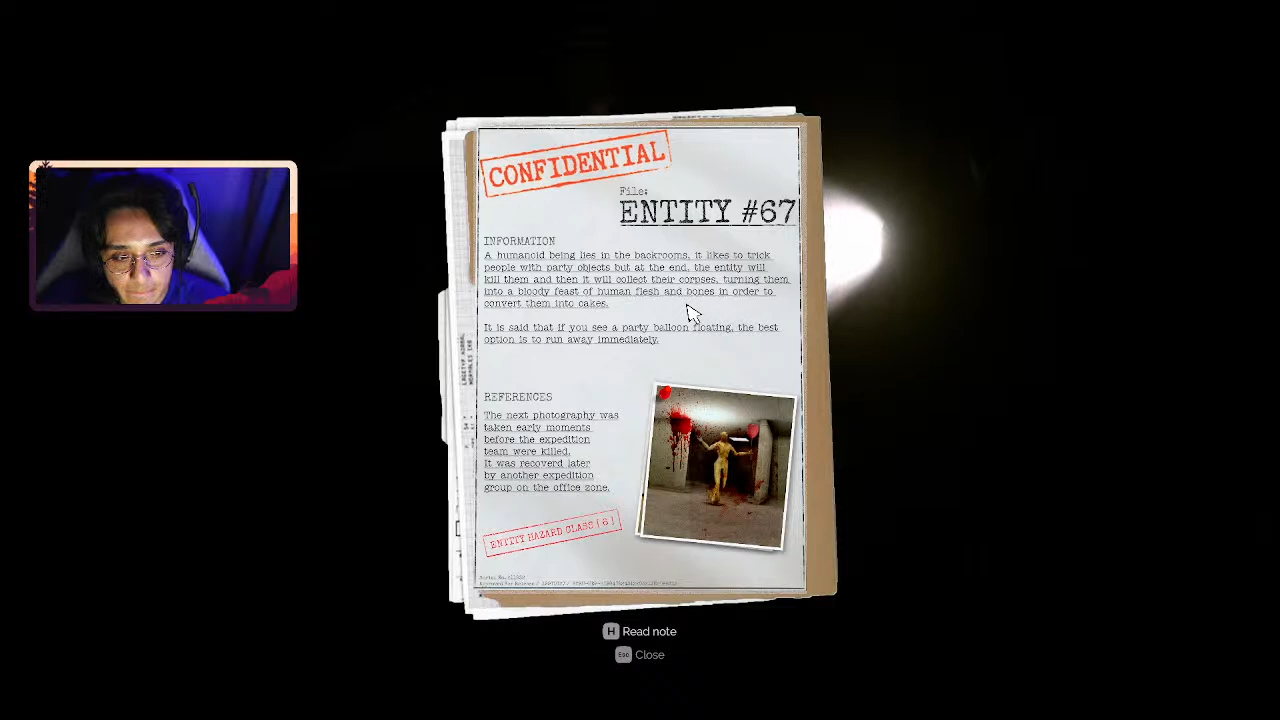 CONFIDENTIAL
File:
ENTITY #67
INFORMATION
A humanoid being lies in the backrooms, it likes to trick
people with party objects but at the end, the entity will
kill them and then it will collect their corpses, turning them
into a bloody feast of human flesh and bones in order to
convert them into cakes.
It is said that if you see a party balloon floating, the best
option is to run away immediately.
REFERENCES
The next photography was
taken early moments
before the expedition
team were killed.
It was recoverd later
by another expedition
group on the office zone.
ENTITY HAZARD CLASS [ 6 ]
H Read note
Esc Close